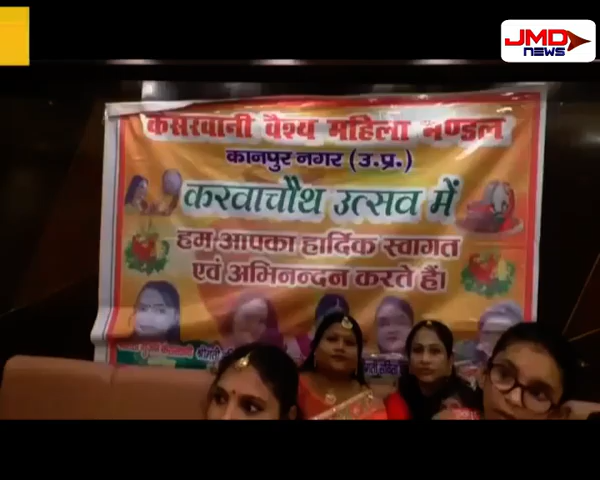 JMD
NEWS
केसरवानी वैश्य महिला मण्डल
कानपुर नगर (उ.प्र.)
करवाचौथ उत्सव में
हम आपका हार्दिक स्वागत
एवं अभिनन्दन करते हैं।